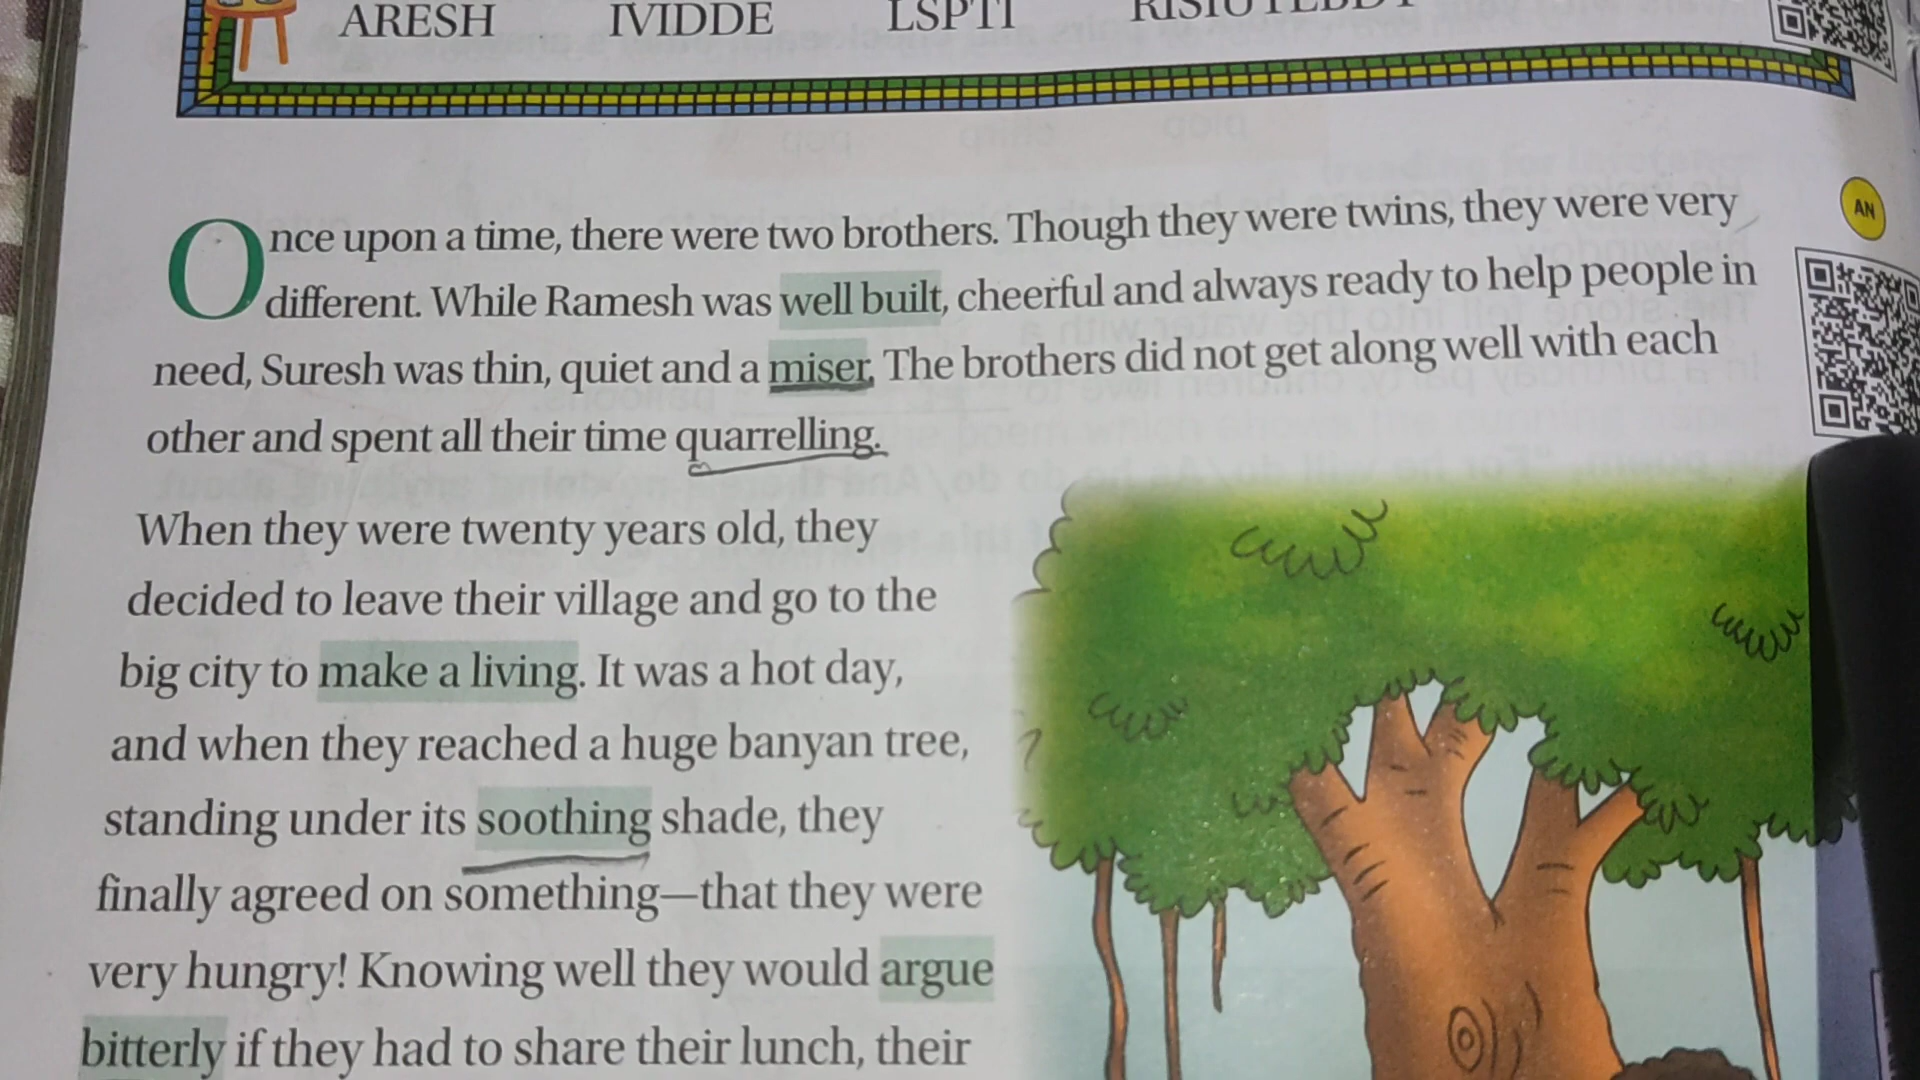 ARESH IVIDDE LSPTI
Once upon a time, there were two brothers. Though they were twins, they were very
different. While Ramesh was well built, cheerful and always ready to help people in
need, Suresh was thin, quiet and a miser. The brothers did not get along well with each
other and spent all their time quarrelling.
When they were twenty years old, they
decided to leave their village and go to the
big city to make a living. It was a hot day,
and when they reached a huge banyan tree,
standing under its soothing shade, they
finally agreed on something—that they were
very hungry! Knowing well they would argue
bitterly if they had to share their lunch, their
AN